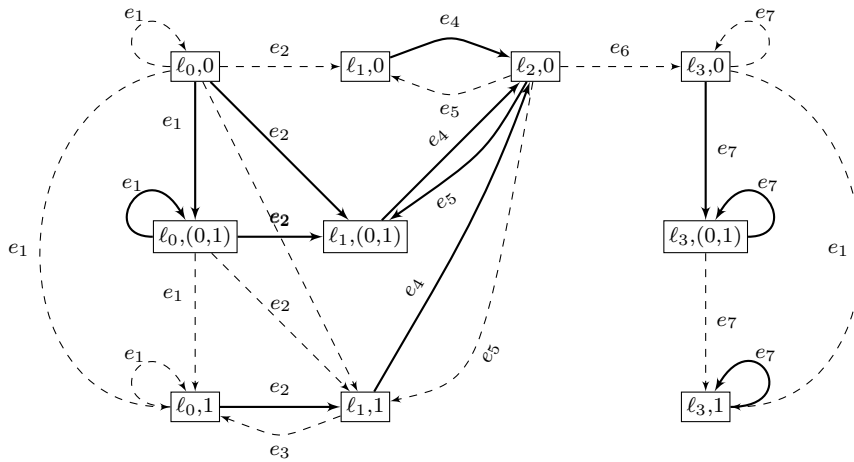 e₁ e₄ e₇
e₂ e₆
ℓ₀,0 ℓ₁,0 ℓ₂,0 ℓ₃,0
e₅
e₁ e₂ e₄ e₇
e₁ e₅ e₇
e₂
ℓ₀,(0,1) ℓ₁,(0,1) ℓ₃,(0,1)
e₁ e₁
e₁ e₂ e₄ e₇
e₁ e₅ e₇
e₂
ℓ₀,1 ℓ₁,1 ℓ₃,1
e₃